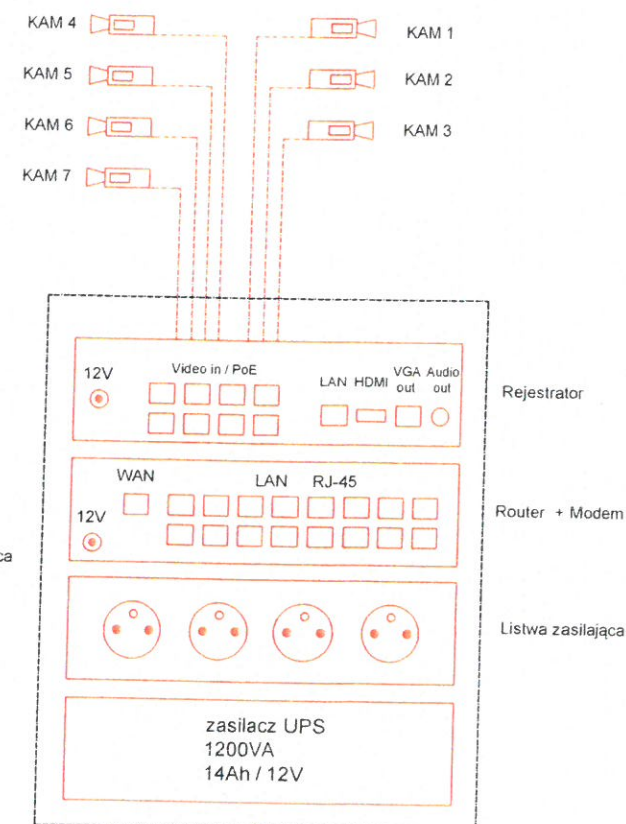 KAM 4
KAM 1
KAM 5
KAM 2
KAM 6
KAM 3
KAM 7
12V
Video in / PoE
LAN
HDMI
VGA out
Audio out
Rejestrator
WAN
LAN
RJ-45
12V
Router + Modem
ca
Listwa zasilająca
zasilacz UPS
1200VA
14Ah / 12V